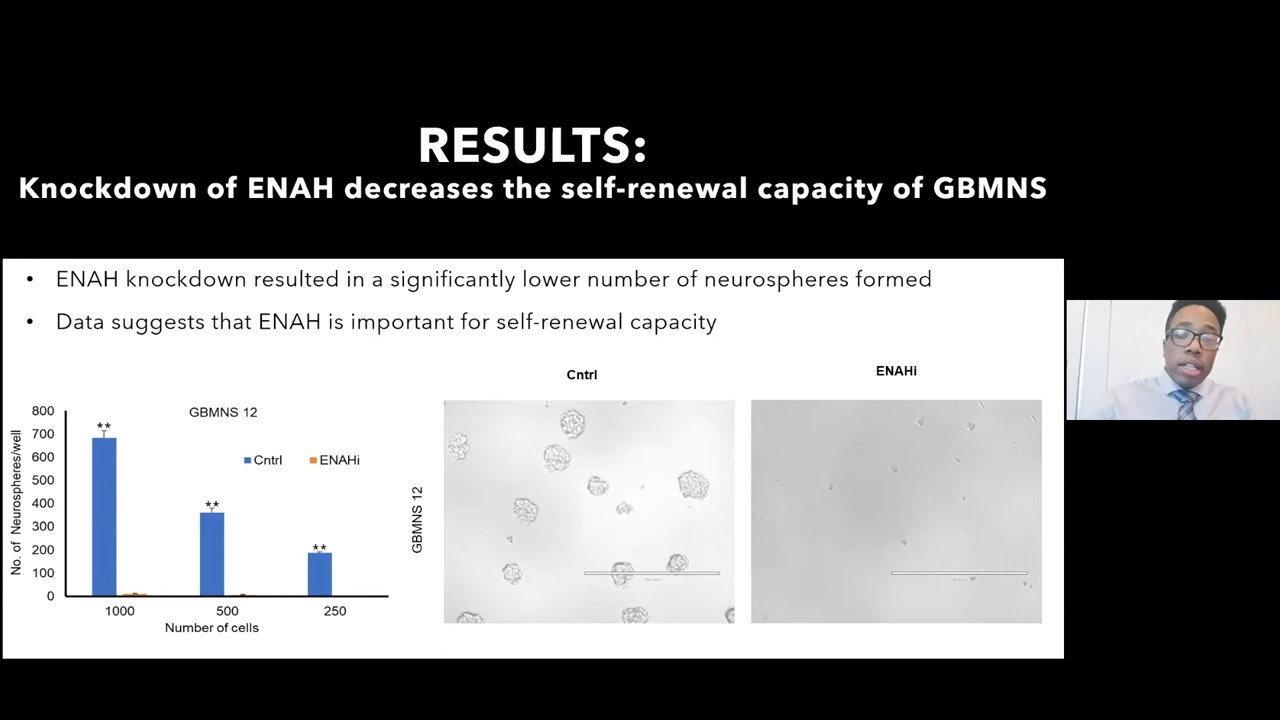 RESULTS:
Knockdown of ENAH decreases the self-renewal capacity of GBMNS
• ENAH knockdown resulted in a significantly lower number of neurospheres formed
• Data suggests that ENAH is important for self-renewal capacity
Cntrl
ENAHi
GBMNS 12
No. of Neurospheres/well
800
700
600
500
400
300
200
100
0
**
**
**
Cntrl
ENAHi
1000
500
250
Number of cells
GBMNS 12